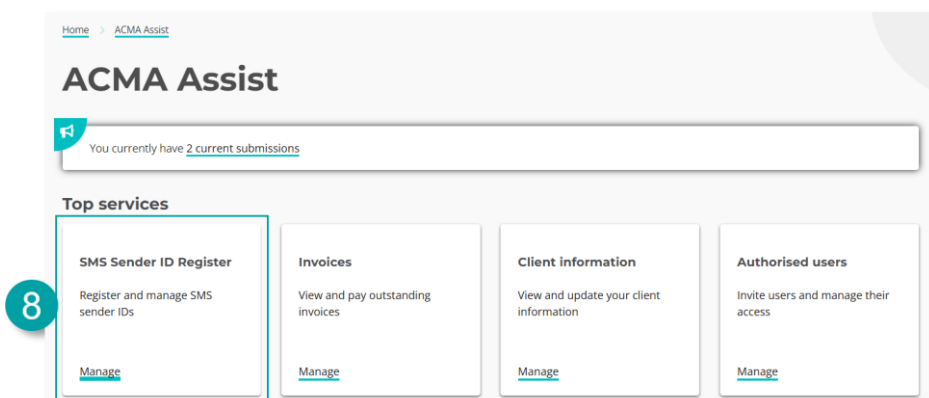 Home > ACMA Assist
ACMA Assist
You currently have 2 current submissions
Top services
8
SMS Sender ID Register
Register and manage SMS
sender IDs
Manage
Invoices
View and pay outstanding
invoices
Manage
Client information
View and update your client
information
Manage
Authorised users
Invite users and manage their
access
Manage